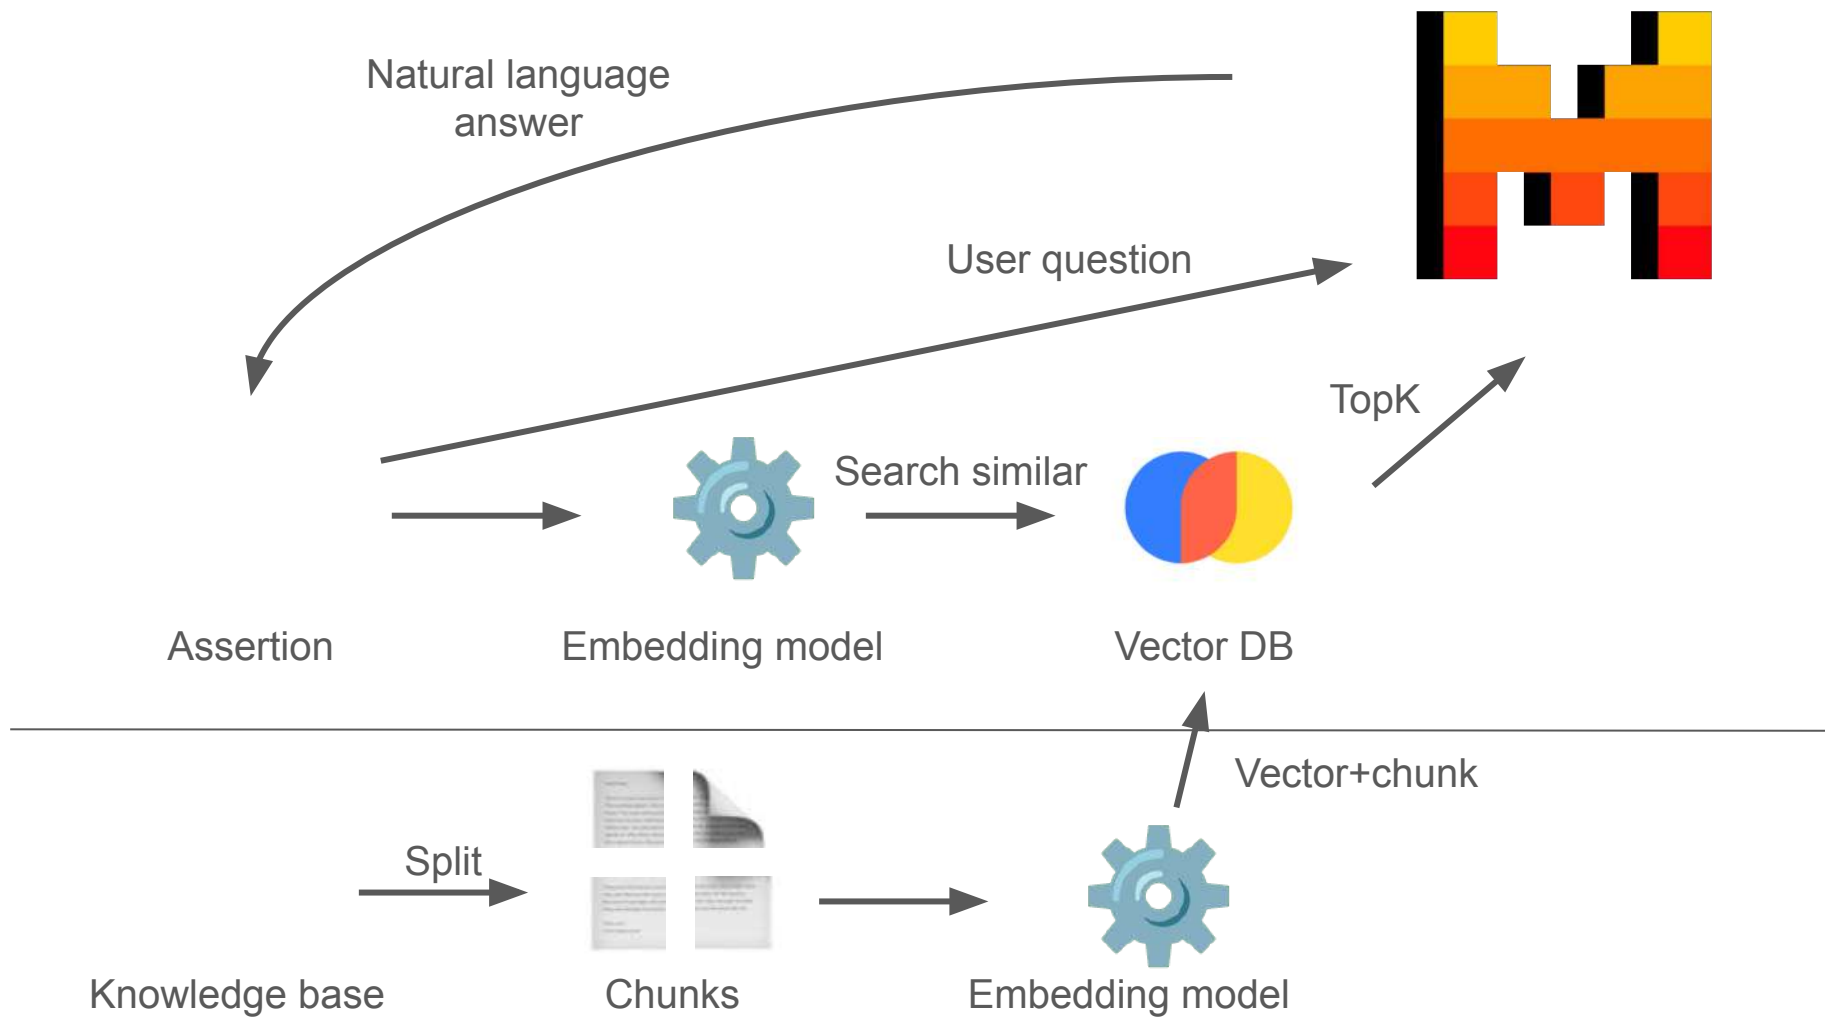 Natural language
answer
User question
TopK
Search similar
Assertion
Embedding model
Vector DB
Vector+chunk
Split
Knowledge base
Chunks
Embedding model